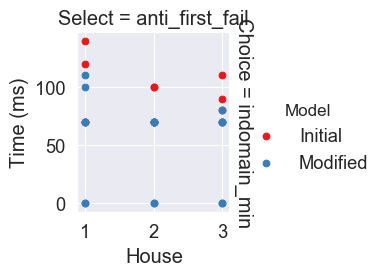 Select = anti_first_fail
Choice = indomain_min
Time (ms)
100
50
0
1 2 3
House
Model
Initial
Modified